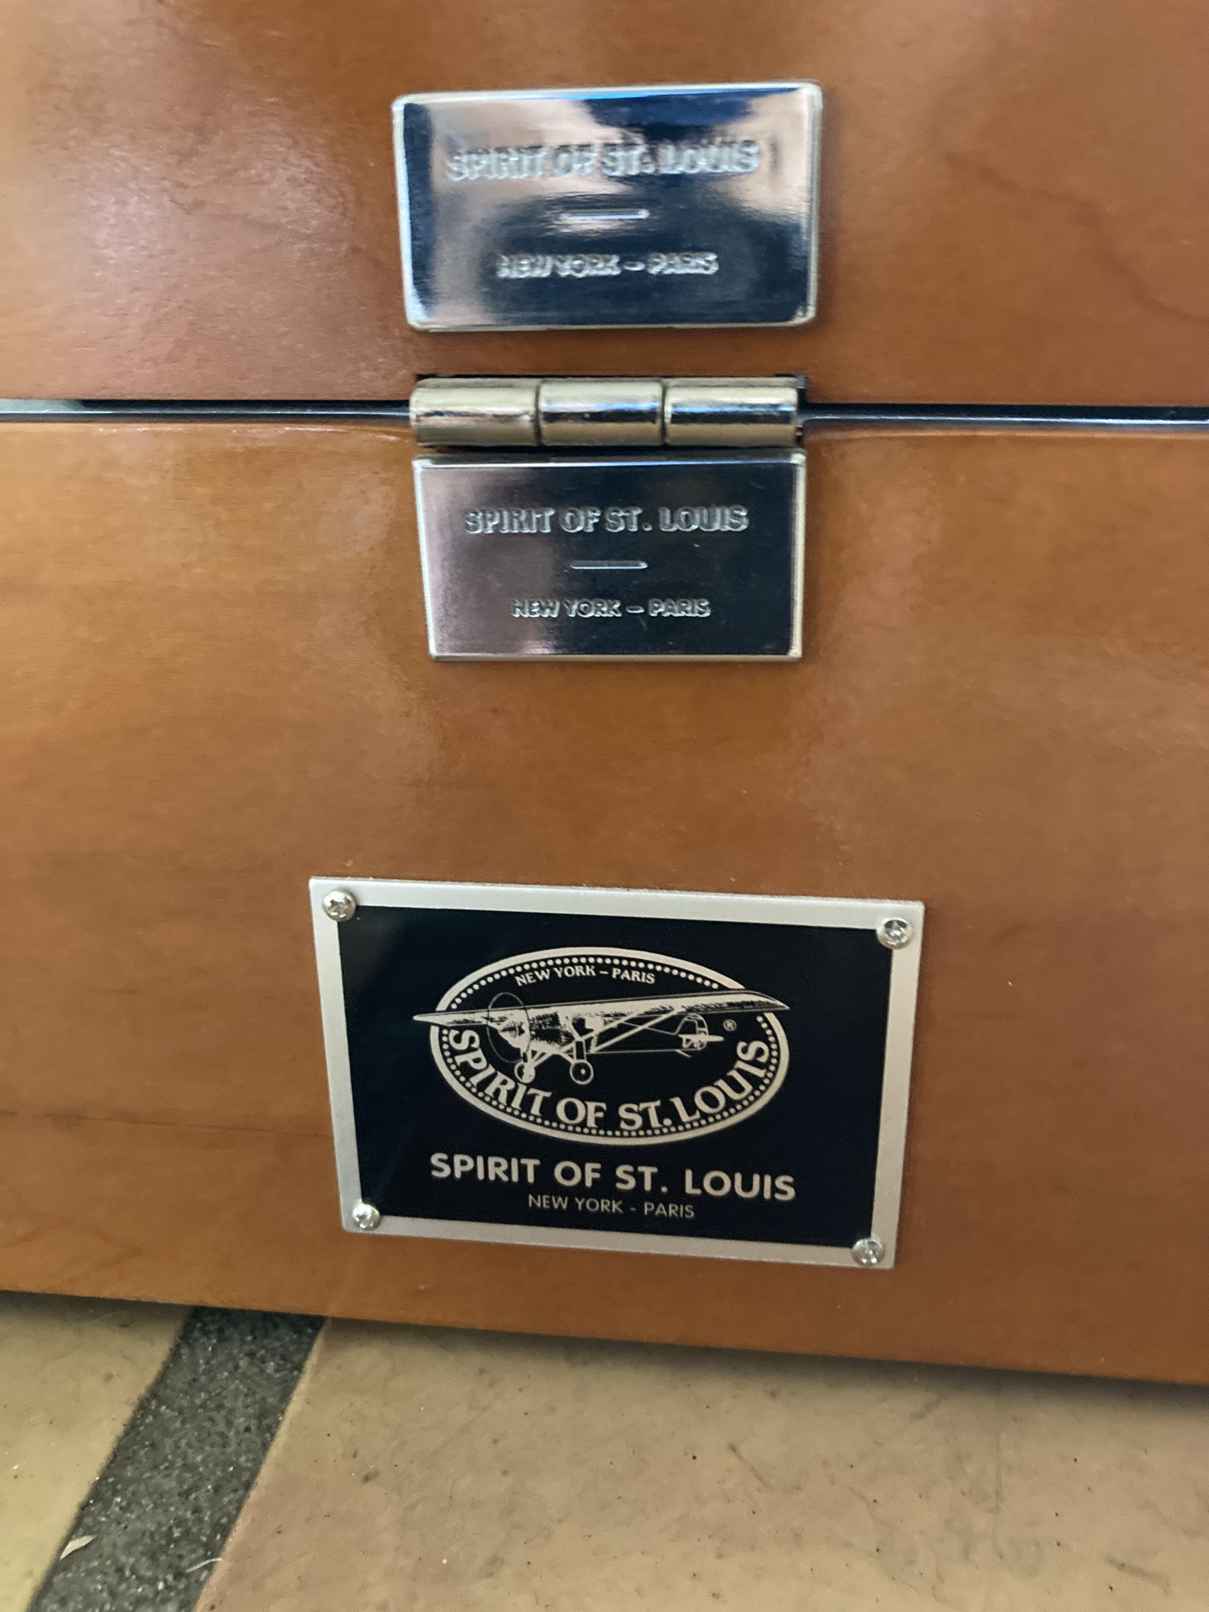 SPIRIT OF ST. LOUIS
NEW YORK – PARIS
SPIRIT OF ST. LOUIS
NEW YORK – PARIS
NEW YORK – PARIS
®
SPIRIT OF ST. LOUIS
SPIRIT OF ST. LOUIS
NEW YORK - PARIS